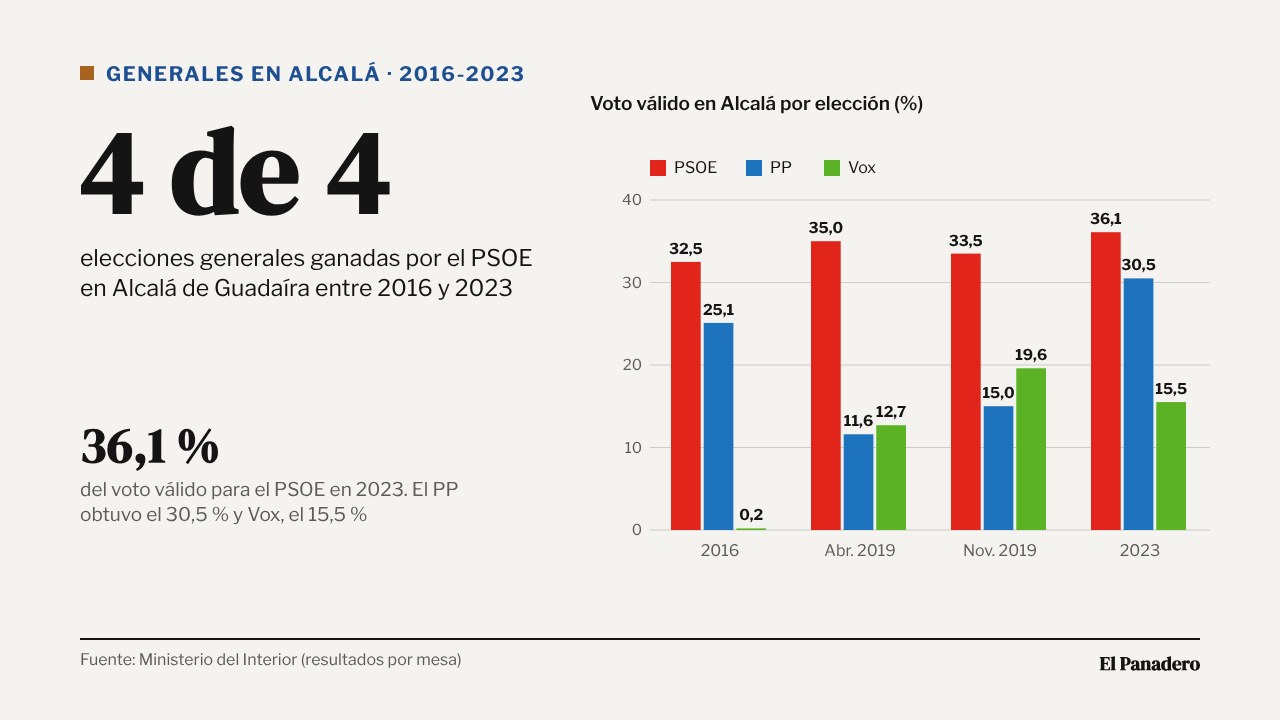 GENERALES EN ALCALÁ · 2016-2023
4 de 4
elecciones generales ganadas por el PSOE
en Alcalá de Guadaíra entre 2016 y 2023
36,1 %
del voto válido para el PSOE en 2023. El PP
obtuvo el 30,5 % y Vox, el 15,5 %
Voto válido en Alcalá por elección (%)
PSOE PP Vox
40
30
20
10
0
32,5 25,1 0,2
35,0 11,6 12,7
33,5 15,0 19,6
36,1 30,5 15,5
2016 Abr. 2019 Nov. 2019 2023
Fuente: Ministerio del Interior (resultados por mesa)
El Panadero